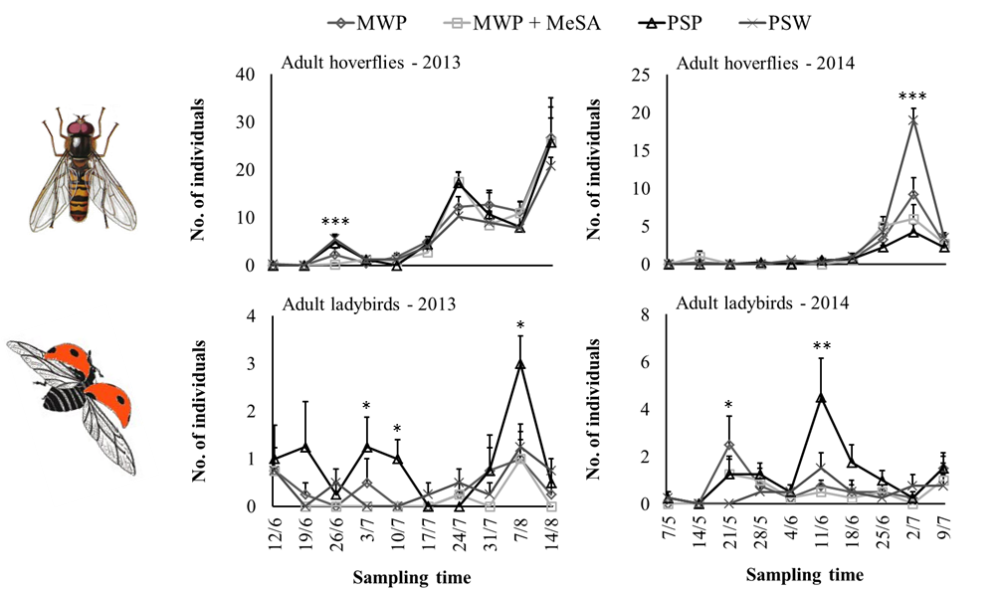 MWP MWP + MeSA PSP PSW
Adult hoverflies - 2013
No. of individuals
40
30
20
10
0
***
Adult hoverflies - 2014
No. of individuals
25
20
15
10
5
0
***
Adult ladybirds - 2013
No. of individuals
4
3
2
1
0
* * *
12/6 19/6 26/6 3/7 10/7 17/7 24/7 31/7 7/8 14/8
Sampling time
Adult ladybirds - 2014
No. of individuals
8
6
4
2
0
* **
7/5 14/5 21/5 28/5 4/6 11/6 18/6 25/6 2/7 9/7
Sampling time